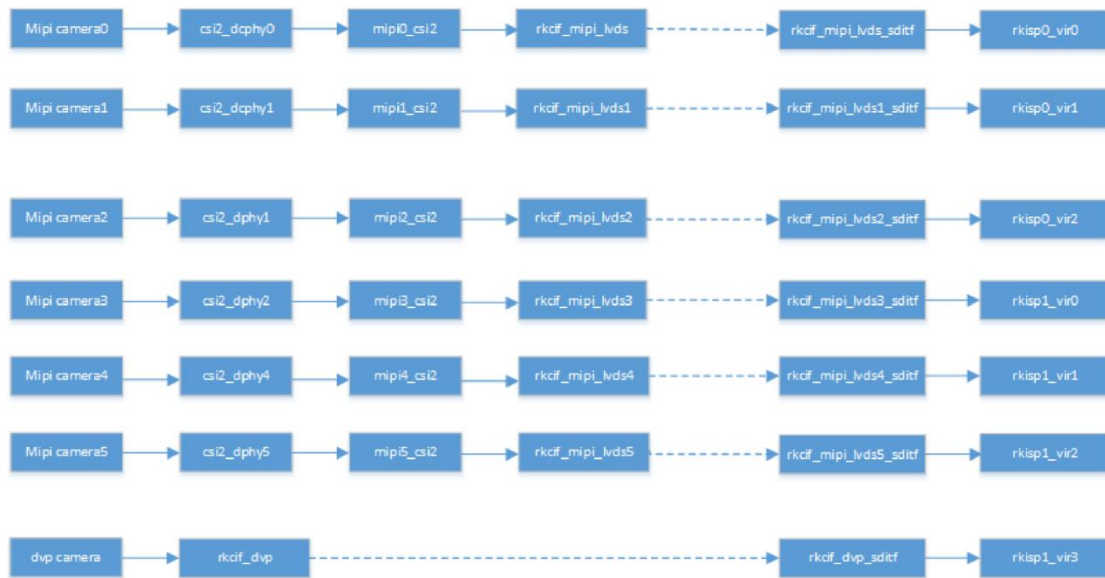 Mipi camera0 csi2_dcphy0 mipi0_csi2 rkcif_mipi_lvds rkcif_mipi_lvds_sditf rkisp0_vir0
Mipi camera1 csi2_dcphy1 mipi1_csi2 rkcif_mipi_lvds1 rkcif_mipi_lvds1_sditf rkisp0_vir1
Mipi camera2 csi2_dphy1 mipi2_csi2 rkcif_mipi_lvds2 rkcif_mipi_lvds2_sditf rkisp0_vir2
Mipi camera3 csi2_dphy2 mipi3_csi2 rkcif_mipi_lvds3 rkcif_mipi_lvds3_sditf rkisp1_vir0
Mipi camera4 csi2_dphy4 mipi4_csi2 rkcif_mipi_lvds4 rkcif_mipi_lvds4_sditf rkisp1_vir1
Mipi camera5 csi2_dphy5 mipi5_csi2 rkcif_mipi_lvds5 rkcif_mipi_lvds5_sditf rkisp1_vir2
dvp camera rkcif_dvp rkcif_dvp_sditf rkisp1_vir3